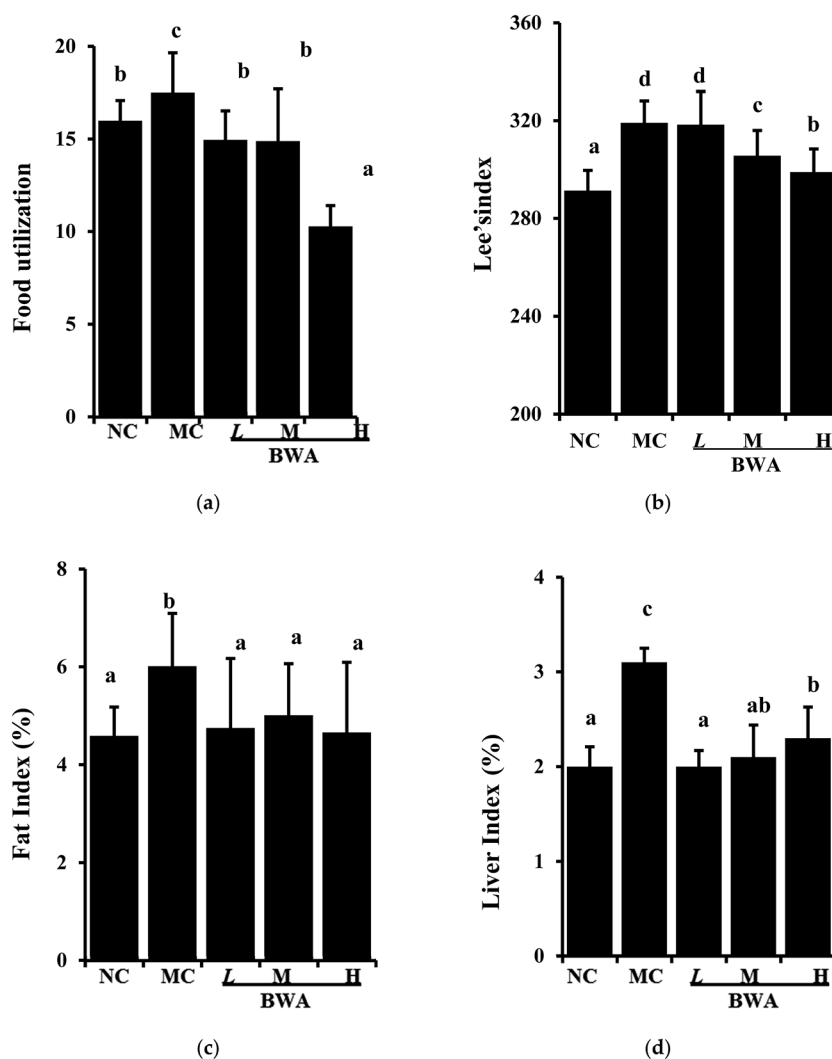 20
15
10
5
0
Food utilization
b
c
b
b
a
NC MC L M H
BWA
(a)
360
320
280
240
200
Lee'sindex
a
d
d
c
b
NC MC L M H
BWA
(b)
8
6
4
2
0
Fat Index (%)
a
b
a
a
a
NC MC L M H
BWA
(c)
4
3
2
1
0
Liver Index (%)
a
c
a
ab
b
NC MC L M H
BWA
(d)